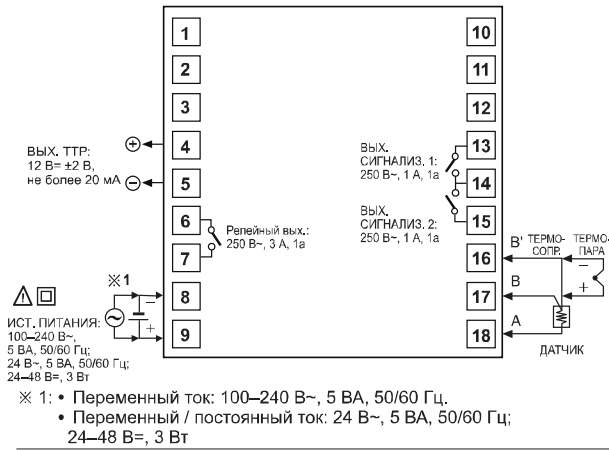 1
2
3
4
5
6
7
8
9
10
11
12
13
14
15
16
17
18
ВЫХ. ТТР:
12 В= ±2 В,
не более 20 мА
+
−
Релейный вых.:
250 В~, 3 А, 1а
ВЫХ.
СИГНАЛИЗ. 1:
250 В~, 1 А, 1а
ВЫХ.
СИГНАЛИЗ. 2:
250 В~, 1 А, 1а
※1
−
+
ИСТ. ПИТАНИЯ:
100–240 В~,
5 ВА, 50/60 Гц;
24 В~, 5 ВА, 50/60 Гц;
24–48 В=, 3 Вт
B' ТЕРМО-СОПР.
ТЕРМО-ПАРА
−
+
B
A
ДАТЧИК
※ 1: • Переменный ток: 100–240 В~, 5 ВА, 50/60 Гц.
• Переменный / постоянный ток: 24 В~, 5 ВА, 50/60 Гц;
24–48 В=, 3 Вт